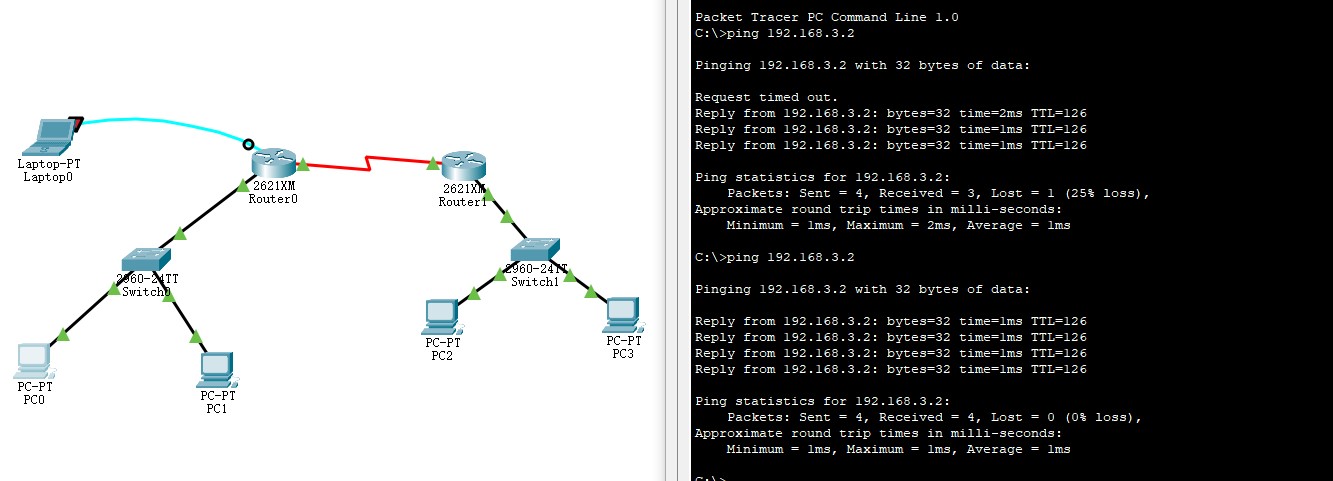 Laptop-PT
Laptop0
2621XM
Router0
2621XM
Router1
2960-24TT
Switch0
2960-24TT
Switch1
PC-PT
PC0
PC-PT
PC1
PC-PT
PC2
PC-PT
PC3
Packet Tracer PC Command Line 1.0
C:\>ping 192.168.3.2
Pinging 192.168.3.2 with 32 bytes of data:
Request timed out.
Reply from 192.168.3.2: bytes=32 time=2ms TTL=126
Reply from 192.168.3.2: bytes=32 time=1ms TTL=126
Reply from 192.168.3.2: bytes=32 time=1ms TTL=126
Ping statistics for 192.168.3.2:
Packets: Sent = 4, Received = 3, Lost = 1 (25% loss),
Approximate round trip times in milli-seconds:
Minimum = 1ms, Maximum = 2ms, Average = 1ms
C:\>ping 192.168.3.2
Pinging 192.168.3.2 with 32 bytes of data:
Reply from 192.168.3.2: bytes=32 time=1ms TTL=126
Reply from 192.168.3.2: bytes=32 time=1ms TTL=126
Reply from 192.168.3.2: bytes=32 time=1ms TTL=126
Reply from 192.168.3.2: bytes=32 time=1ms TTL=126
Ping statistics for 192.168.3.2:
Packets: Sent = 4, Received = 4, Lost = 0 (0% loss),
Approximate round trip times in milli-seconds:
Minimum = 1ms, Maximum = 1ms, Average = 1ms
C:\>